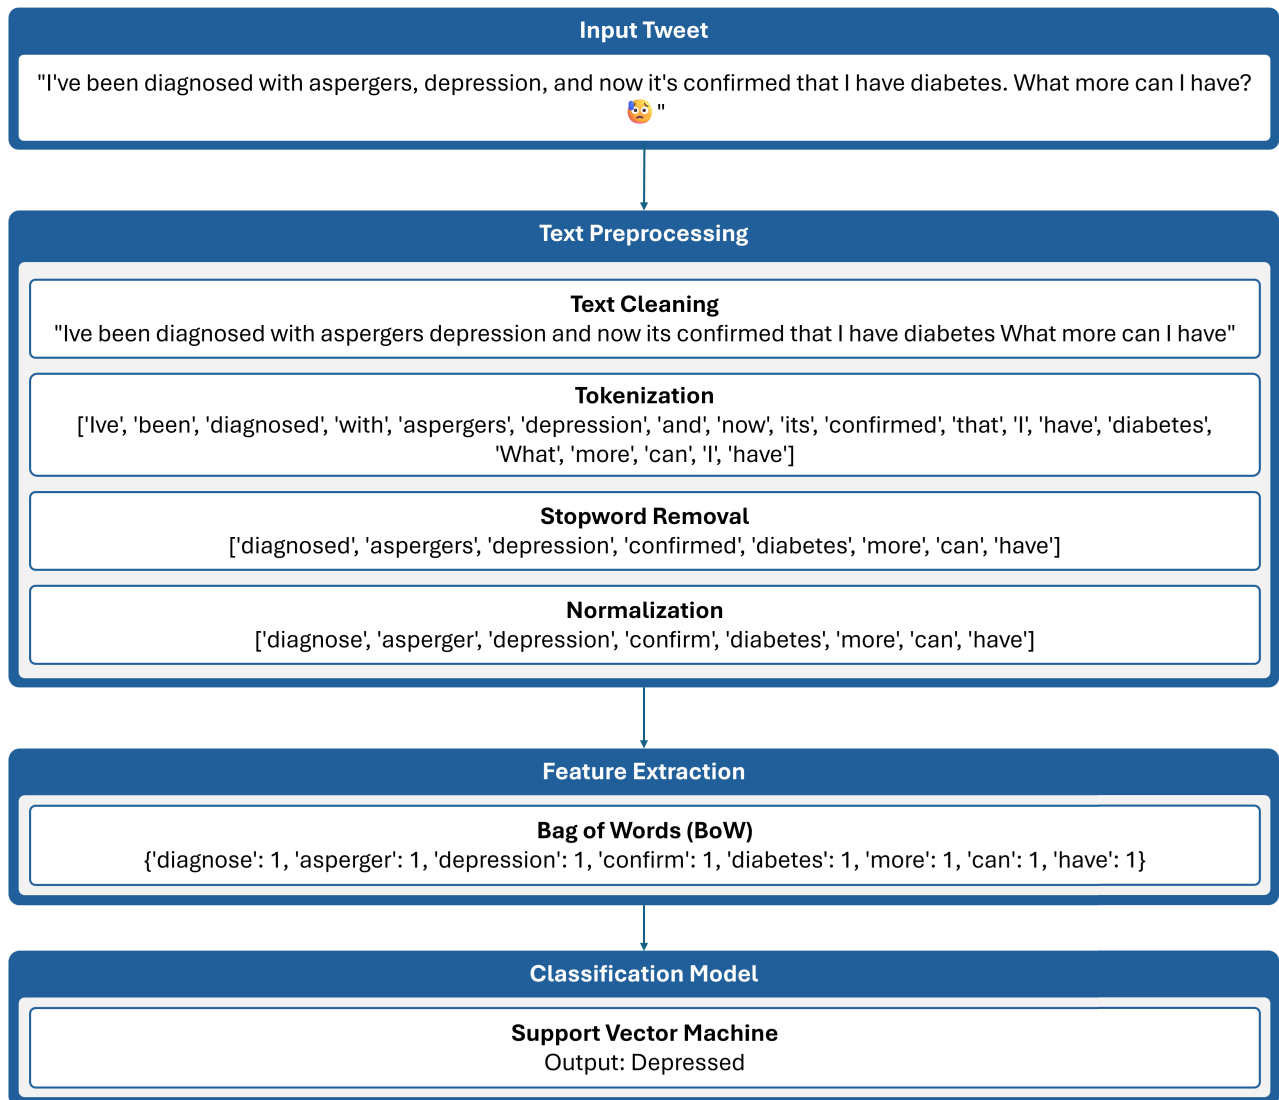 Input Tweet
"I've been diagnosed with aspergers, depression, and now it's confirmed that I have diabetes. What more can I have?
😓 "
Text Preprocessing
Text Cleaning
"Ive been diagnosed with aspergers depression and now its confirmed that I have diabetes What more can I have"
Tokenization
['Ive', 'been', 'diagnosed', 'with', 'aspergers', 'depression', 'and', 'now', 'its', 'confirmed', 'that', 'I', 'have', 'diabetes',
'What', 'more', 'can', 'I', 'have']
Stopword Removal
['diagnosed', 'aspergers', 'depression', 'confirmed', 'diabetes', 'more', 'can', 'have']
Normalization
['diagnose', 'asperger', 'depression', 'confirm', 'diabetes', 'more', 'can', 'have']
Feature Extraction
Bag of Words (BoW)
{'diagnose': 1, 'asperger': 1, 'depression': 1, 'confirm': 1, 'diabetes': 1, 'more': 1, 'can': 1, 'have': 1}
Classification Model
Support Vector Machine
Output: Depressed